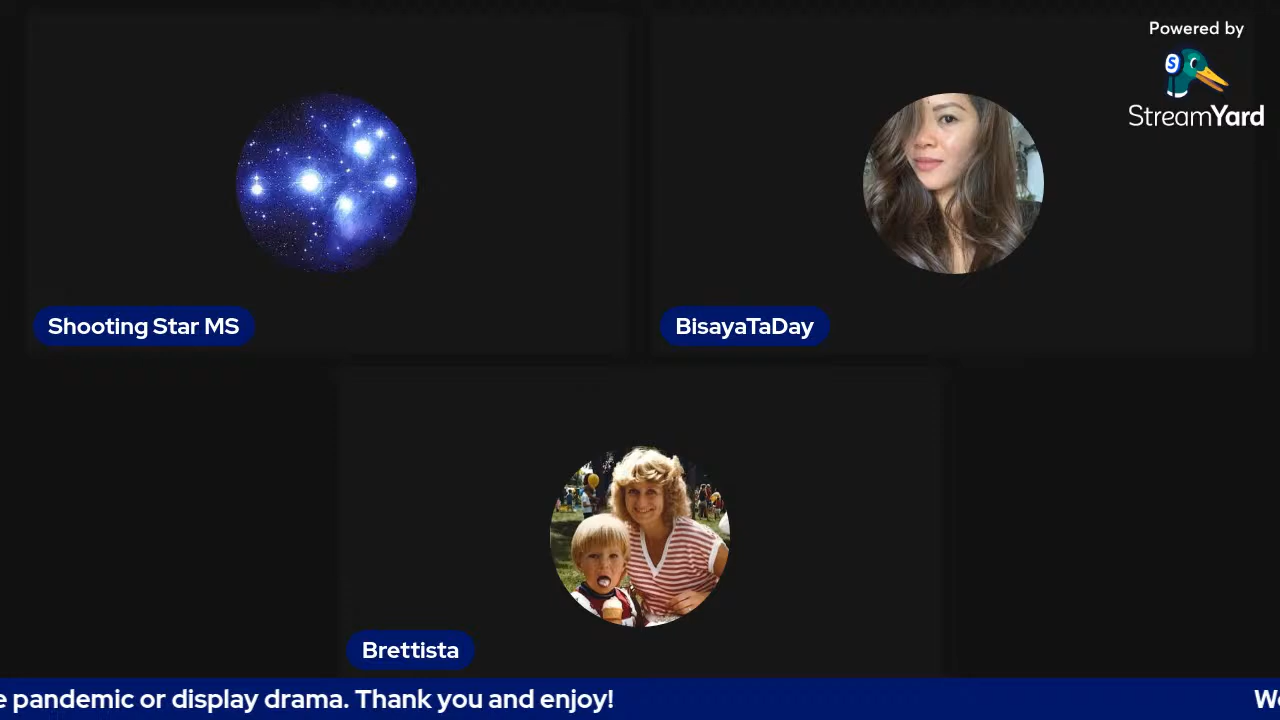 Powered by
S
StreamYard
Shooting Star MS
BisayaTaDay
Brettista
pandemic or display drama. Thank you and enjoy!